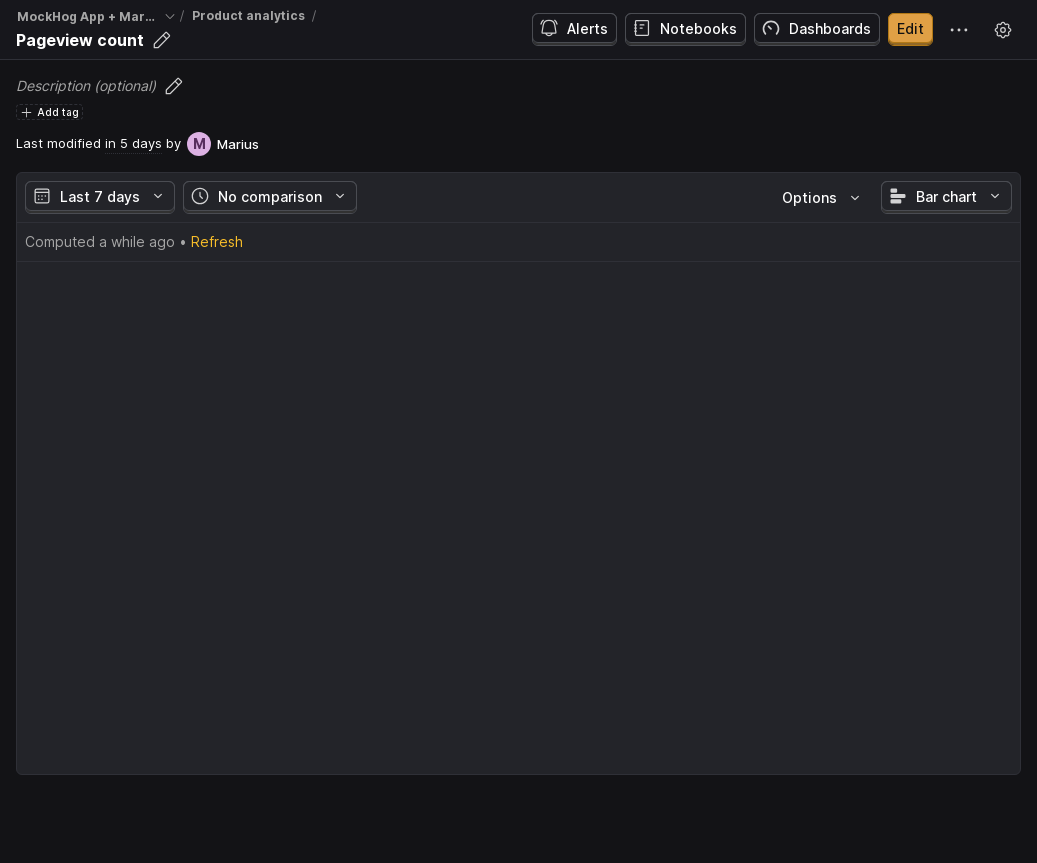 MockHog App + Mar... / Product analytics /
Pageview count
Alerts Notebooks Dashboards Edit
Description (optional)
Add tag
Last modified in 5 days by M Marius
Last 7 days No comparison Options Bar chart
Computed a while ago • Refresh